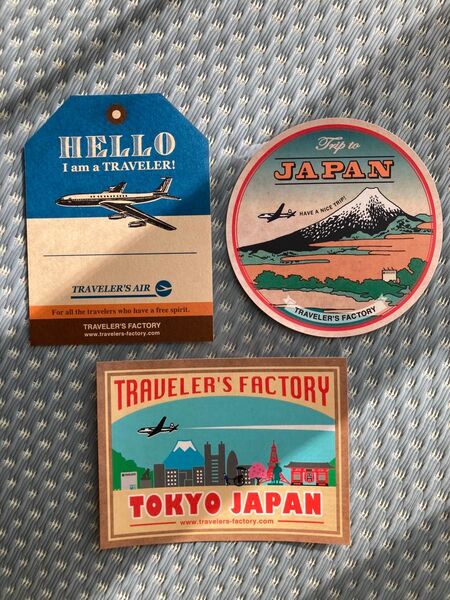 HELLO
I am a TRAVELER!
TRAVELER'S AIR
For all the travelers who have a free spirit.
TRAVELER'S FACTORY
www.travelers-factory.com
Trip to
JAPAN
HAVE A NICE TRIP!
TRAVELER'S FACTORY
TRAVELER'S FACTORY
TOKYO JAPAN
www.travelers-factory.com